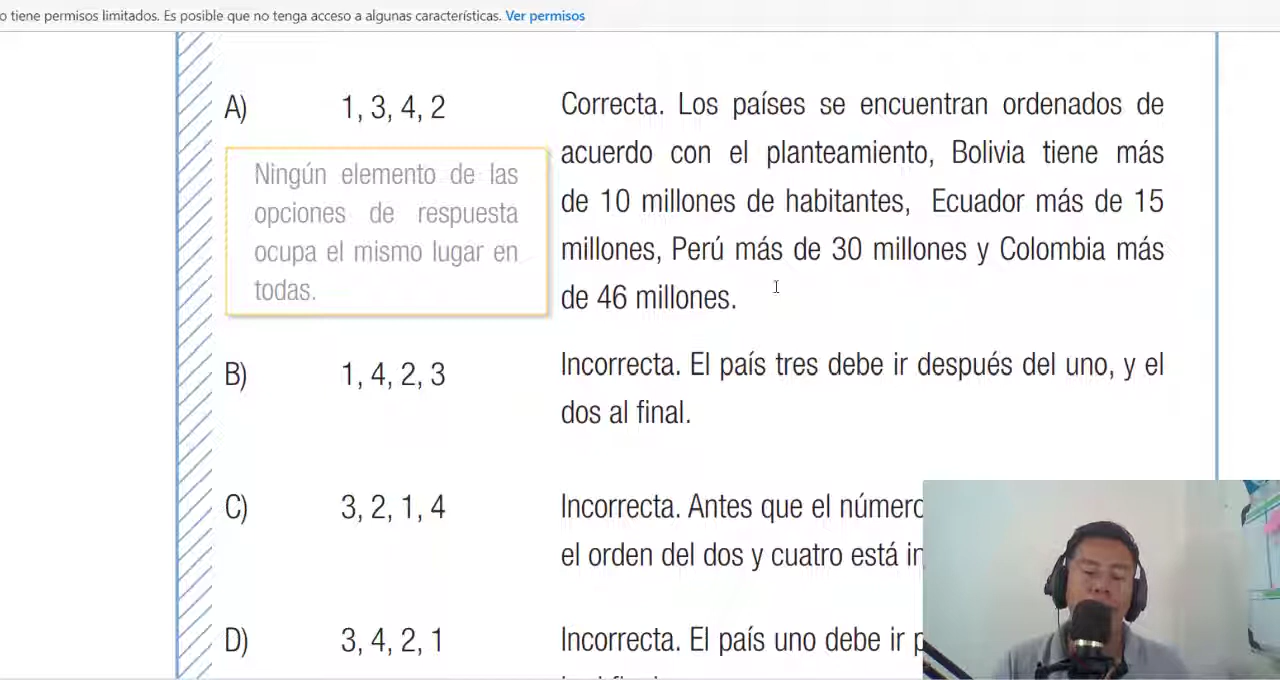 o tiene permisos limitados. Es posible que no tenga acceso a algunas características. Ver permisos
A) 1, 3, 4, 2
Correcta. Los países se encuentran ordenados de
acuerdo con el planteamiento, Bolivia tiene más
de 10 millones de habitantes, Ecuador más de 15
millones, Perú más de 30 millones y Colombia más
de 46 millones.
Ningún elemento de las
opciones de respuesta
ocupa el mismo lugar en
todas.
B) 1, 4, 2, 3
Incorrecta. El país tres debe ir después del uno, y el
dos al final.
C) 3, 2, 1, 4
Incorrecta. Antes que el número
el orden del dos y cuatro está
D) 3, 4, 2, 1
Incorrecta. El país uno debe ir